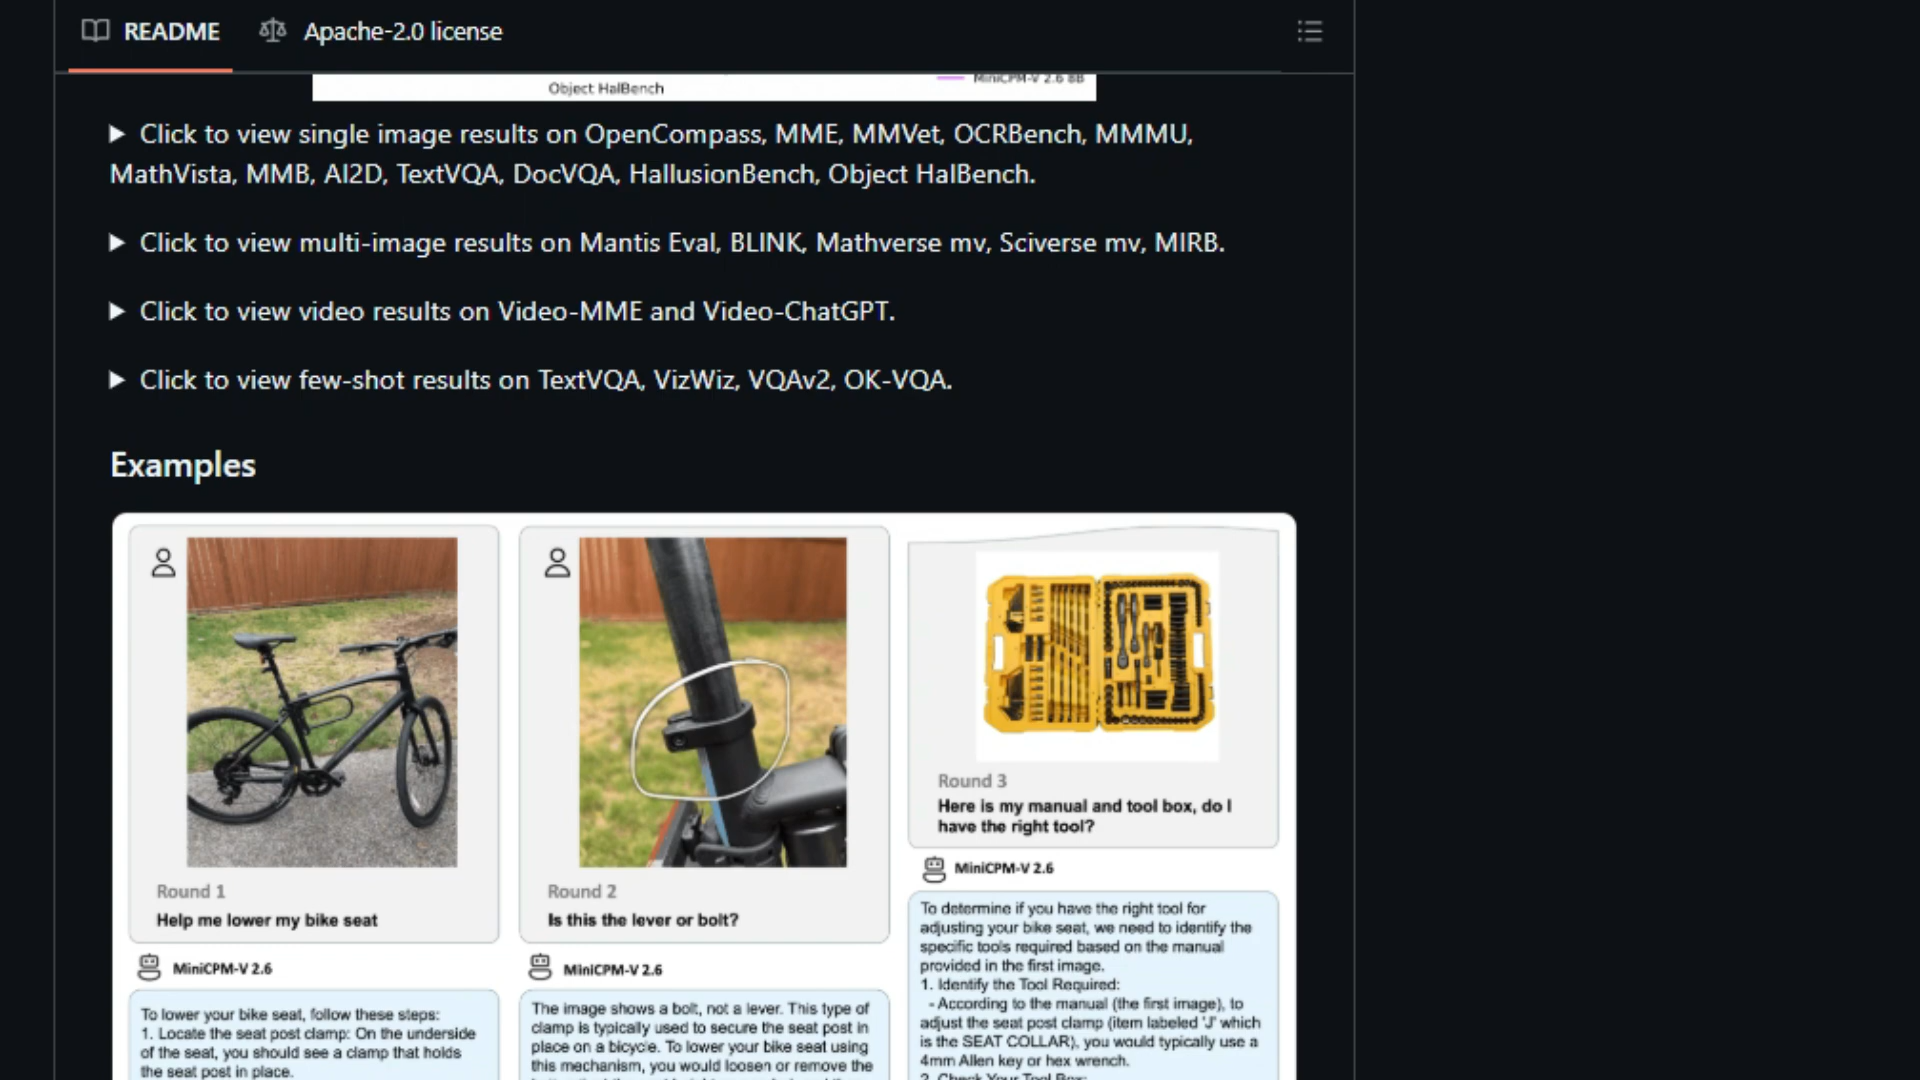 README
Apache-2.0 license
Object HalBench
MiniCPM-V 2.6 8B
Click to view single image results on OpenCompass, MME, MMVet, OCRBench, MMMU,
MathVista, MMB, AI2D, TextVQA, DocVQA, HallusionBench, Object HalBench.
Click to view multi-image results on Mantis Eval, BLINK, Mathverse mv, Sciverse mv, MIRB.
Click to view video results on Video-MME and Video-ChatGPT.
Click to view few-shot results on TextVQA, VizWiz, VQAv2, OK-VQA.
Examples
Round 1
Help me lower my bike seat
MiniCPM-V 2.6
To lower your bike seat, follow these steps:
1. Locate the seat post clamp: On the underside
of the seat, you should see a clamp that holds
the seat post in place.
Round 2
Is this the lever or bolt?
MiniCPM-V 2.6
The image shows a bolt, not a lever. This type of
clamp is typically used to secure the seat post in
place on a bicycle. To lower your bike seat using
this mechanism, you would loosen or remove the
Round 3
Here is my manual and tool box, do I
have the right tool?
MiniCPM-V 2.6
To determine if you have the right tool for
adjusting your bike seat, we need to identify the
specific tools required based on the manual
provided in the first image.
1. Identify the Tool Required:
- According to the manual (the first image), to
adjust the seat post clamp (item labeled 'J' which
is the SEAT COLLAR), you would typically use a
4mm Allen key or hex wrench.
2. Check Your Tool Box: